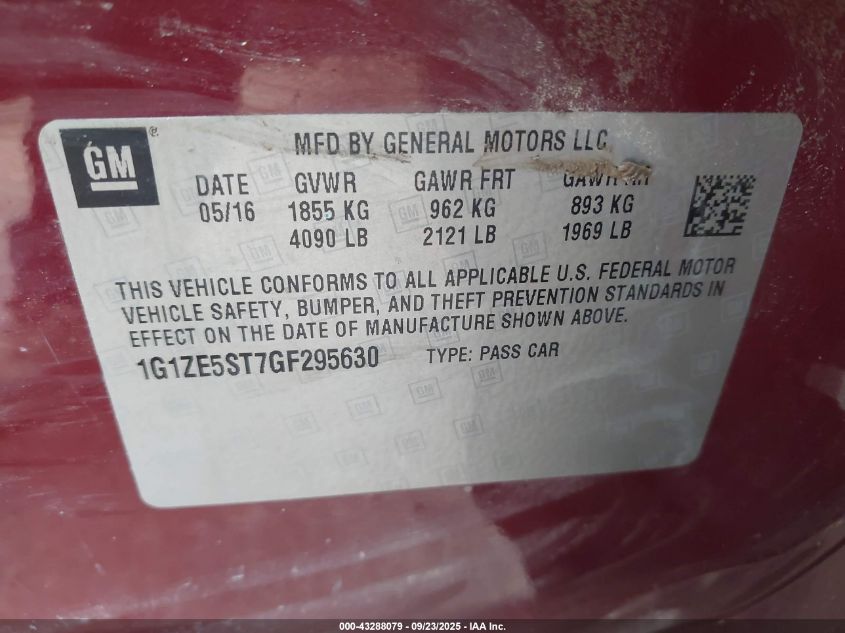 GM ®
MFD BY GENERAL MOTORS LLC
DATE GVWR GAWR FRT GAWR
05/16 1855 KG 962 KG 893 KG
4090 LB 2121 LB 1969 LB
THIS VEHICLE CONFORMS TO ALL APPLICABLE U.S. FEDERAL MOTOR
VEHICLE SAFETY, BUMPER, AND THEFT PREVENTION STANDARDS IN
EFFECT ON THE DATE OF MANUFACTURE SHOWN ABOVE.
1G1ZE5ST7GF295630 TYPE: PASS CAR
000-43288079 - 09/23/2025 - IAA Inc.